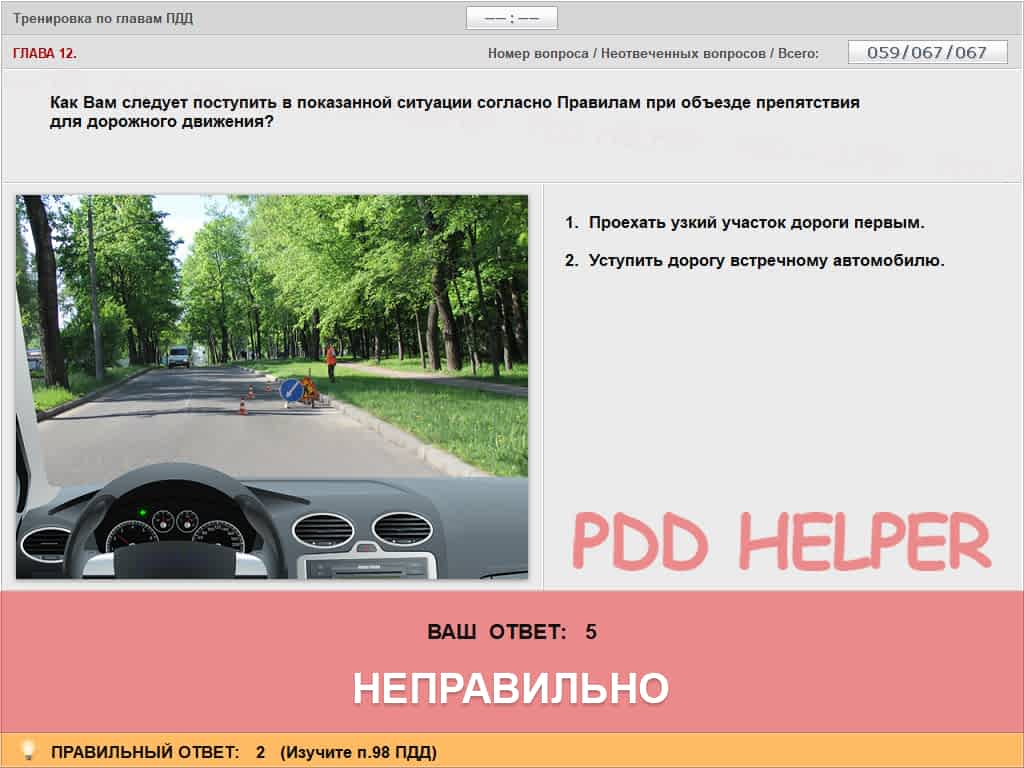 Тренировка по главам ПДД
—— : ——
ГЛАВА 12.
Номер вопроса / Неотвеченных вопросов / Всего:
059/067/067
Как Вам следует поступить в показанной ситуации согласно Правилам при объезде препятствия
для дорожного движения?
1. Проехать узкий участок дороги первым.
2. Уступить дорогу встречному автомобилю.
PDD HELPER
ВАШ ОТВЕТ: 5
НЕПРАВИЛЬНО
ПРАВИЛЬНЫЙ ОТВЕТ: 2 (Изучите п.98 ПДД)